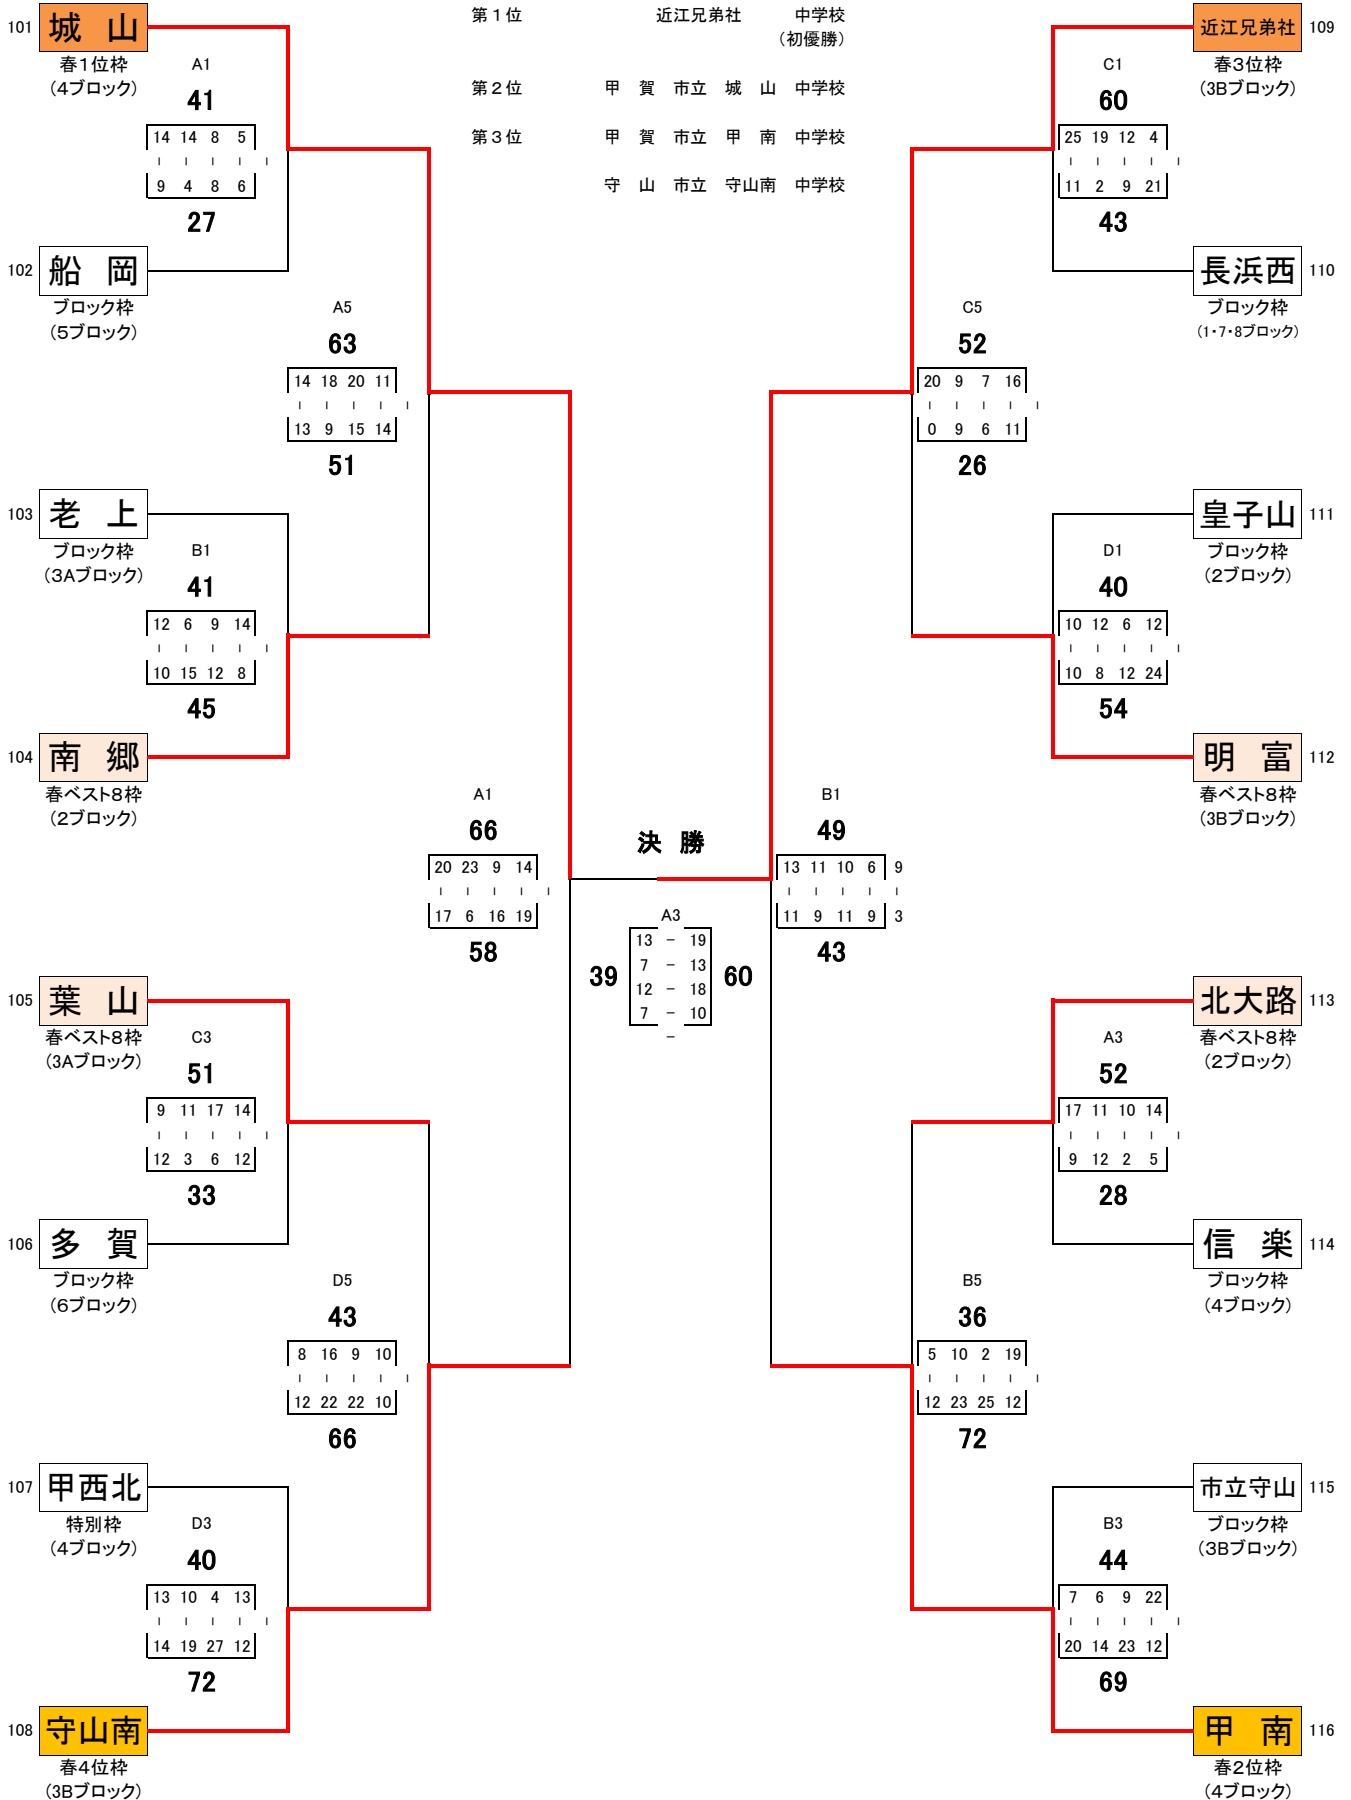 第１位 近江兄弟社 中学校
（初優勝）
第２位 甲 賀 市立 城 山 中学校
第３位 甲 賀 市立 甲 南 中学校
守 山 市立 守山南 中学校
101 城 山
春１位枠
（４ブロック）
A1
41
14 14 8 5
9 4 8 6
27
102 船 岡
ブロック枠
（５ブロック）
A5
63
14 18 20 11
13 9 15 14
51
103 老 上
ブロック枠
（３Aブロック）
B1
41
12 6 9 14
10 15 12 8
45
104 南 郷
春ベスト８枠
（２ブロック）
A1
66
20 23 9 14
17 6 16 19
58
105 葉 山
春ベスト８枠
（３Aブロック）
C3
51
9 11 17 14
12 3 6 12
33
106 多 賀
ブロック枠
（６ブロック）
D5
43
8 16 9 10
12 22 22 10
66
107 甲西北
特別枠
（４ブロック）
D3
40
13 10 4 13
14 19 27 12
72
108 守山南
春４位枠
（３Bブロック）
決 勝
A3
39
13 － 19
7 － 13
12 － 18
7 － 10
－
60
近江兄弟社 109
春３位枠
（３Bブロック）
C1
60
25 19 12 4
11 2 9 21
43
長浜西 110
ブロック枠
（１・７・８ブロック）
C5
52
20 9 7 16
0 9 6 11
26
皇子山 111
ブロック枠
（２ブロック）
D1
40
10 12 6 12
10 8 12 24
54
明 富 112
春ベスト８枠
（３Bブロック）
B1
49
13 11 10 6 9
11 9 11 9 3
43
北大路 113
春ベスト８枠
（２ブロック）
A3
52
17 11 10 14
9 12 2 5
28
信 楽 114
ブロック枠
（４ブロック）
B5
36
5 10 2 19
12 23 25 12
72
市立守山 115
ブロック枠
（３Bブロック）
B3
44
7 6 9 22
20 14 23 12
69
甲 南 116
春２位枠
（４ブロック）